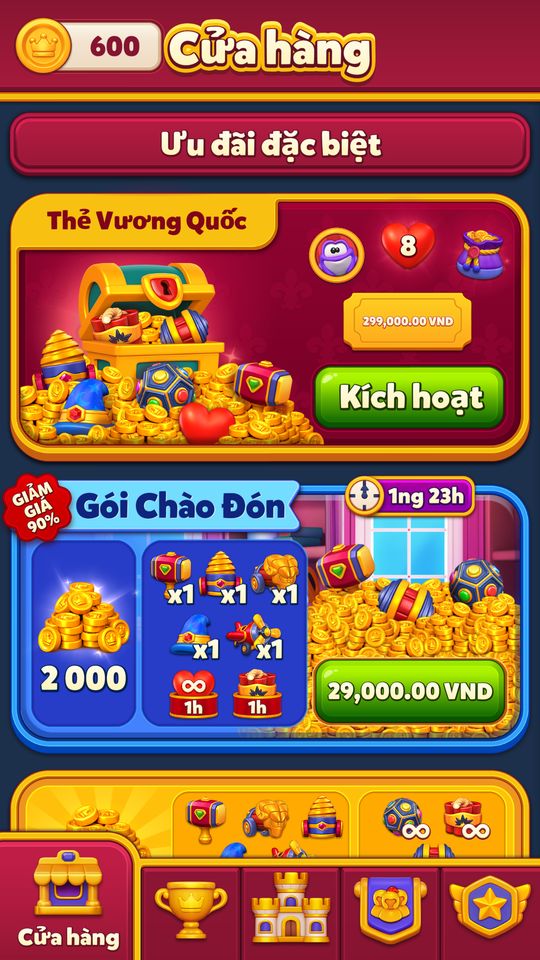 600
Cửa hàng
Ưu đãi đặc biệt
Thẻ Vương Quốc
8
299,000.00 VND
Kích hoạt
GIẢM
GIÁ
90%
Gói Chào Đón
1ng 23h
x1
x1
x1
2 000
x1
x1
∞
1h
1h
29,000.00 VND
∞
∞
Cửa hàng